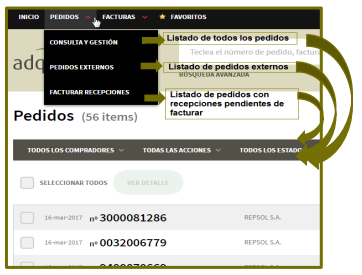 INICIO PEDIDOS FACTURAS FAVORITOS
CONSULTA Y GESTIÓN
Listado de todos los pedidos
Teclea el número de pedido, factura
PEDIDOS EXTERNOS
Listado de pedidos externos
BÚSQUEDA AVANZADA
FACTURAR RECEPCIONES
Listado de pedidos con
recepciones pendientes de
facturar
Pedidos (56 items)
TODOS LOS COMPRADORES TODAS LAS ACCIONES TODOS LOS ESTADO
SELECCIONAR TODOS VER DETALLE
16-mar-2017 nº 3000081286 REPSOL S.A.
16-mar-2017 nº 0032006779 REPSOL S.A.